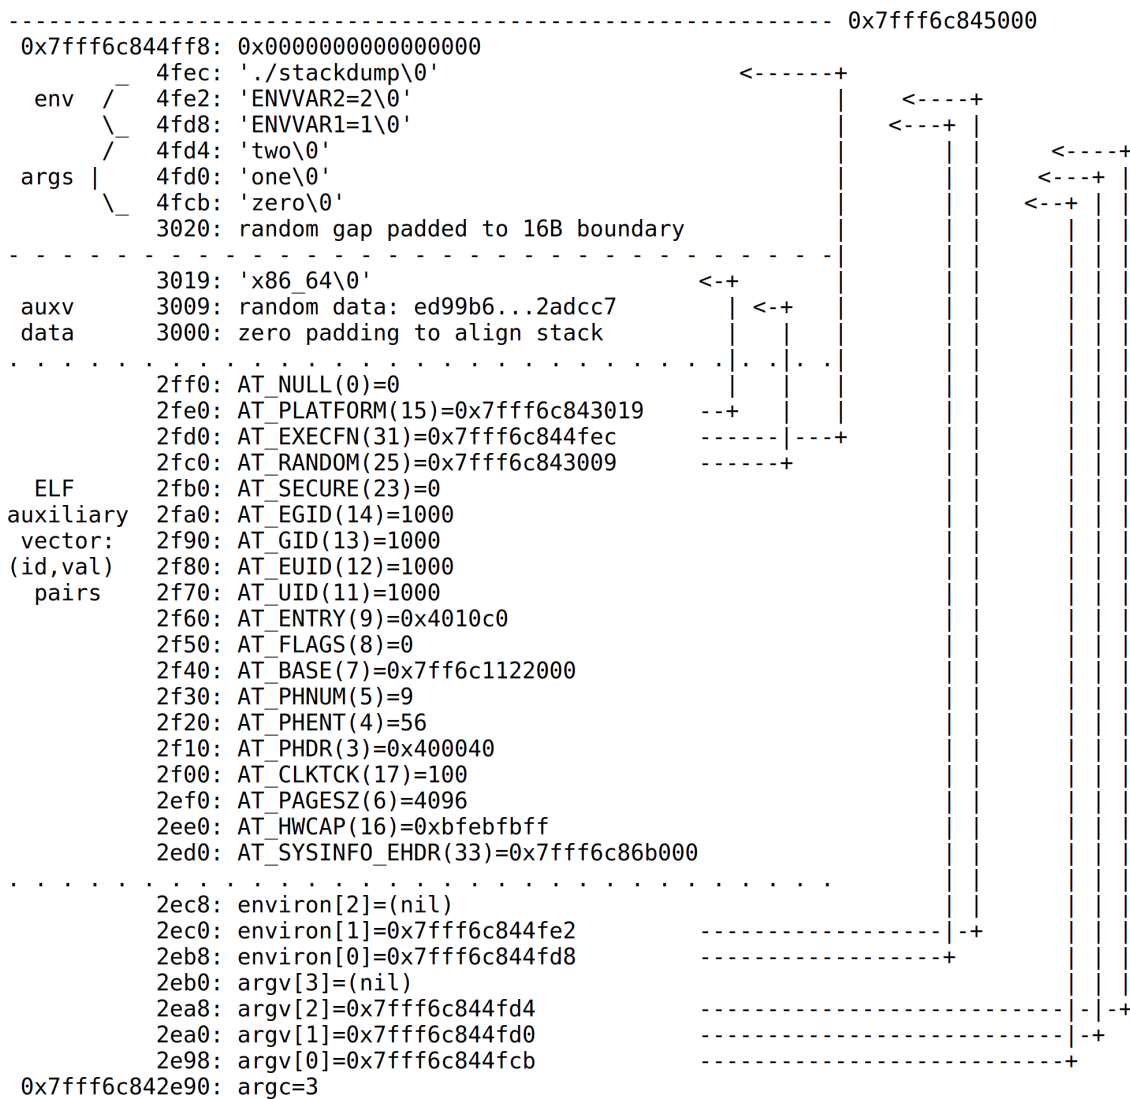 ------------------------------------------------------------- 0x7fff6c845000
 0x7fff6c844ff8: 0x0000000000000000
        _  4fec: './stackdump\0'                      <------+
  env  /   4fe2: 'ENVVAR2=2\0'                               |    <----+
       \_  4fd8: 'ENVVAR1=1\0'                               |   <---+ |
       /   4fd4: 'two\0'                                     |       | |     <----+
 args |    4fd0: 'one\0'                                     |       | |    <---+ |
       \_  4fcb: 'zero\0'                                    |       | |   <--+ | |
           3020: random gap padded to 16B boundary           |       | |      | | |
- - - - - - - - - - - - - - - - - - - - - - - - - - - - - - -|       | |      | | |
           3019: 'x86_64\0'                        <-+       |       | |      | | |
 auxv      3009: random data: ed99b6...2adcc7        | <-+   |       | |      | | |
 data      3000: zero padding to align stack         |   |   |       | |      | | |
. . . . . . . . . . . . . . . . . . . . . . . . . . .|. .|. .|       | |      | | |
           2ff0: AT_NULL(0)=0                        |   |   |       | |      | | |
           2fe0: AT_PLATFORM(15)=0x7fff6c843019    --+   |   |       | |      | | |
           2fd0: AT_EXECFN(31)=0x7fff6c844fec      ------|---+       | |      | | |
           2fc0: AT_RANDOM(25)=0x7fff6c843009      ------+           | |      | | |
  ELF      2fb0: AT_SECURE(23)=0                                     | |      | | |
auxiliary  2fa0: AT_EGID(14)=1000                                    | |      | | |
 vector:   2f90: AT_GID(13)=1000                                     | |      | | |
(id,val)   2f80: AT_EUID(12)=1000                                    | |      | | |
  pairs    2f70: AT_UID(11)=1000                                     | |      | | |
           2f60: AT_ENTRY(9)=0x4010c0                                | |      | | |
           2f50: AT_FLAGS(8)=0                                       | |      | | |
           2f40: AT_BASE(7)=0x7ff6c1122000                           | |      | | |
           2f30: AT_PHNUM(5)=9                                       | |      | | |
           2f20: AT_PHENT(4)=56                                      | |      | | |
           2f10: AT_PHDR(3)=0x400040                                 | |      | | |
           2f00: AT_CLKTCK(17)=100                                   | |      | | |
           2ef0: AT_PAGESZ(6)=4096                                   | |      | | |
           2ee0: AT_HWCAP(16)=0xbfebfbff                             | |      | | |
           2ed0: AT_SYSINFO_EHDR(33)=0x7fff6c86b000                  | |      | | |
. . . . . . . . . . . . . . . . . . . . . . . . . . . . . . .        | |      | | |
           2ec8: environ[2]=(nil)                                    | |      | | |
           2ec0: environ[1]=0x7fff6c844fe2         ------------------|-+      | | |
           2eb8: environ[0]=0x7fff6c844fd8         ------------------+        | | |
           2eb0: argv[3]=(nil)                                                | | |
           2ea8: argv[2]=0x7fff6c844fd4            ---------------------------|-|-+
           2ea0: argv[1]=0x7fff6c844fd0            ---------------------------|-+
           2e98: argv[0]=0x7fff6c844fcb            ---------------------------+
 0x7fff6c842e90: argc=3